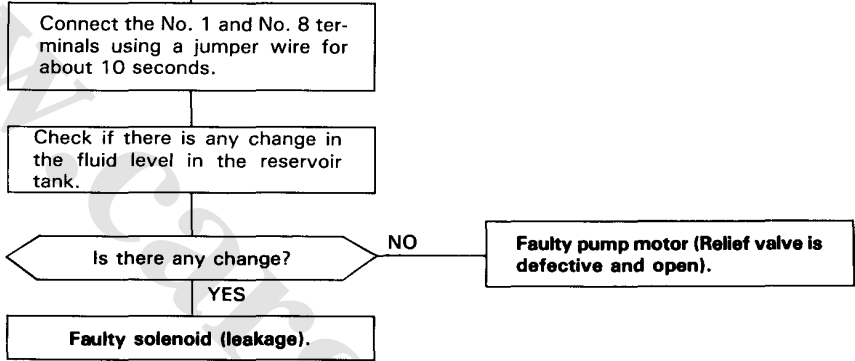 Connect the No. 1 and No. 8 ter-
minals using a jumper wire for
about 10 seconds.
Check if there is any change in
the fluid level in the reservoir
tank.
Is there any change?
NO
Faulty pump motor (Relief valve is
defective and open).
YES
Faulty solenoid (leakage).